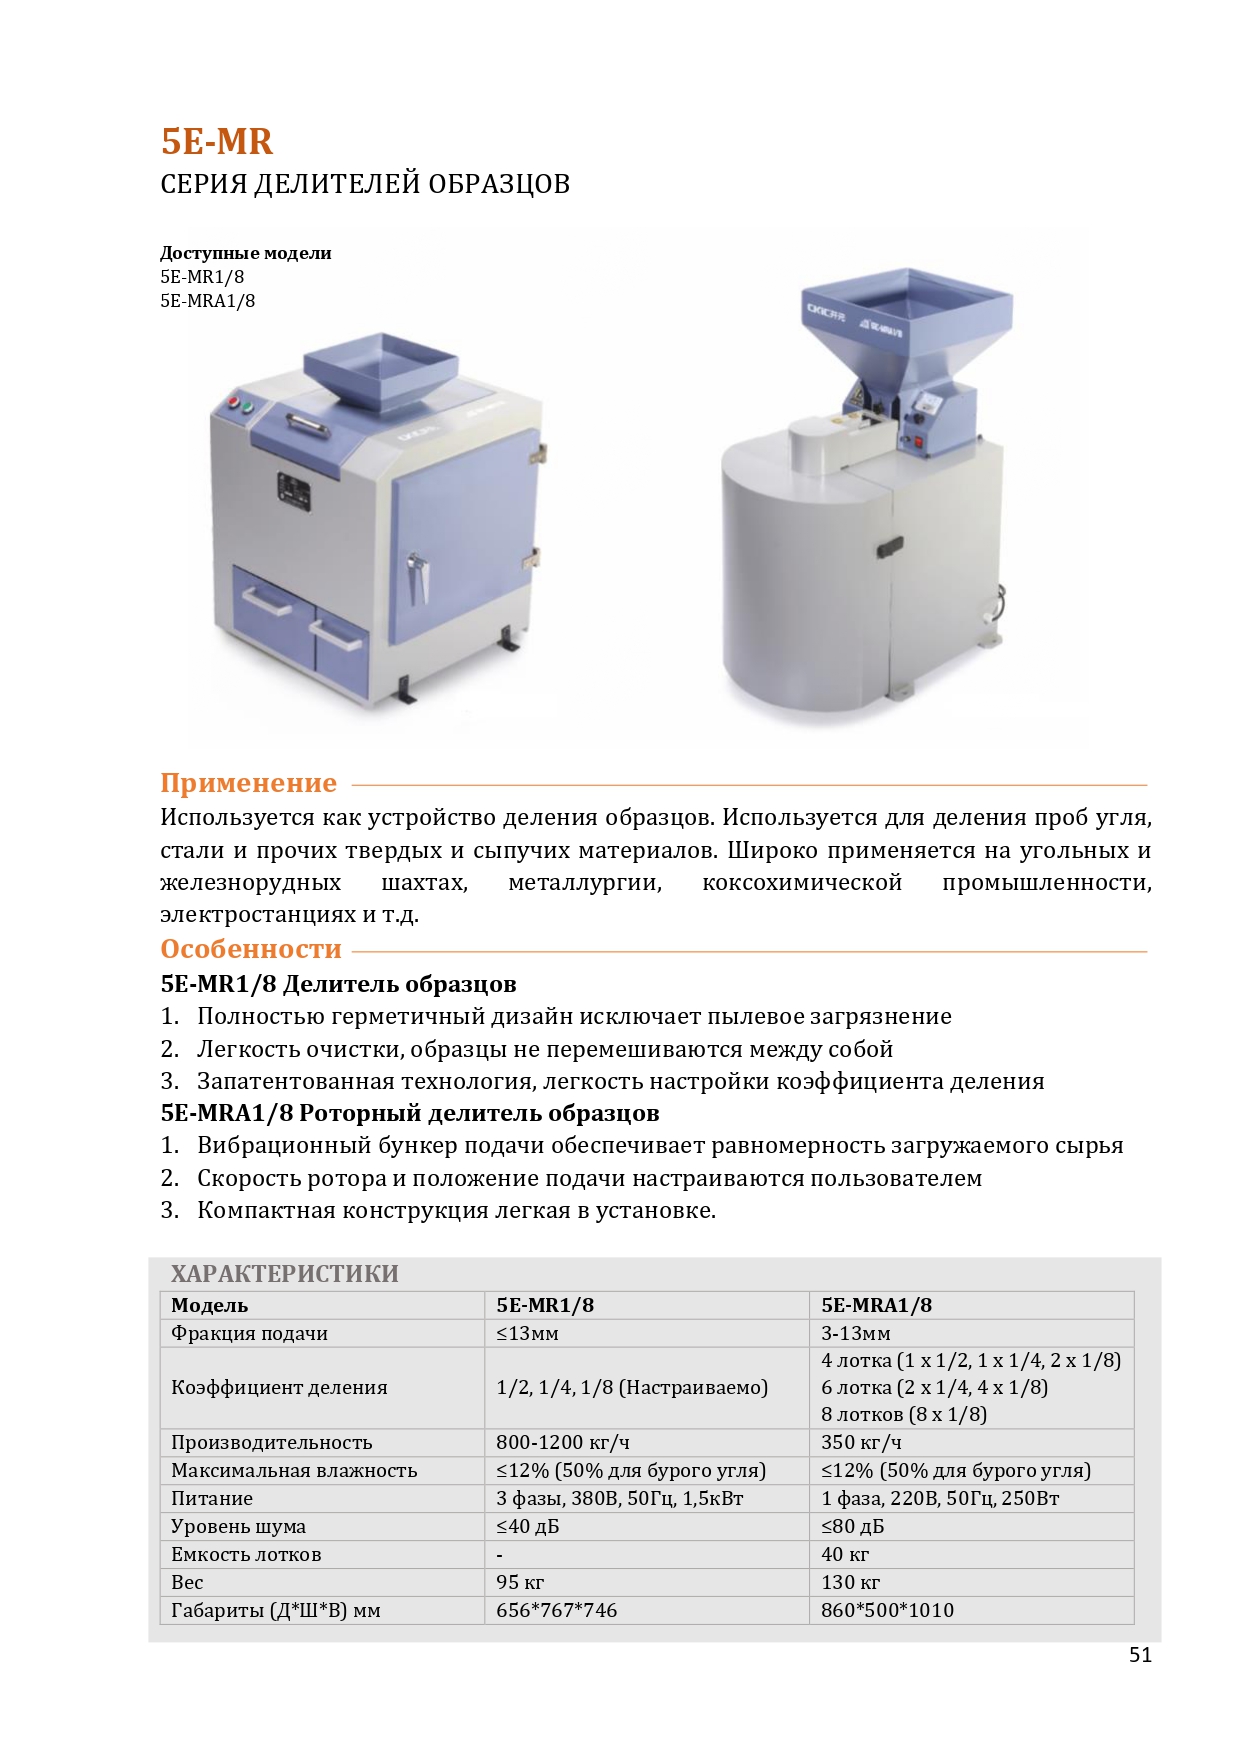 5E-MR
СЕРИЯ ДЕЛИТЕЛЕЙ ОБРАЗЦОВ
Доступные модели
5E-MR1/8
5E-MRA1/8
CKIC开元
5E-MRA1/8
Применение
Используется как устройство деления образцов. Используется для деления проб угля,
стали и прочих твердых и сыпучих материалов. Широко применяется на угольных и
железнорудных шахтах, металлургии, коксохимической промышленности,
электростанциях и т.д.
Особенности
5E-MR1/8 Делитель образцов
1. Полностью герметичный дизайн исключает пылевое загрязнение
2. Легкость очистки, образцы не перемешиваются между собой
3. Запатентованная технология, легкость настройки коэффициента деления
5E-MRA1/8 Роторный делитель образцов
1. Вибрационный бункер подачи обеспечивает равномерность загружаемого сырья
2. Скорость ротора и положение подачи настраиваются пользователем
3. Компактная конструкция легкая в установке.
ХАРАКТЕРИСТИКИ
Модель 5E-MR1/8 5E-MRA1/8
Фракция подачи ≤13мм 3-13мм
Коэффициент деления 1/2, 1/4, 1/8 (Настраиваемо) 4 лотка (1 x 1/2, 1 x 1/4, 2 x 1/8)
6 лотка (2 x 1/4, 4 x 1/8)
8 лотков (8 x 1/8)
Производительность 800-1200 кг/ч 350 кг/ч
Максимальная влажность ≤12% (50% для бурого угля) ≤12% (50% для бурого угля)
Питание 3 фазы, 380В, 50Гц, 1,5кВт 1 фаза, 220В, 50Гц, 250Вт
Уровень шума ≤40 дБ ≤80 дБ
Емкость лотков - 40 кг
Вес 95 кг 130 кг
Габариты (Д*Ш*В) мм 656*767*746 860*500*1010
51